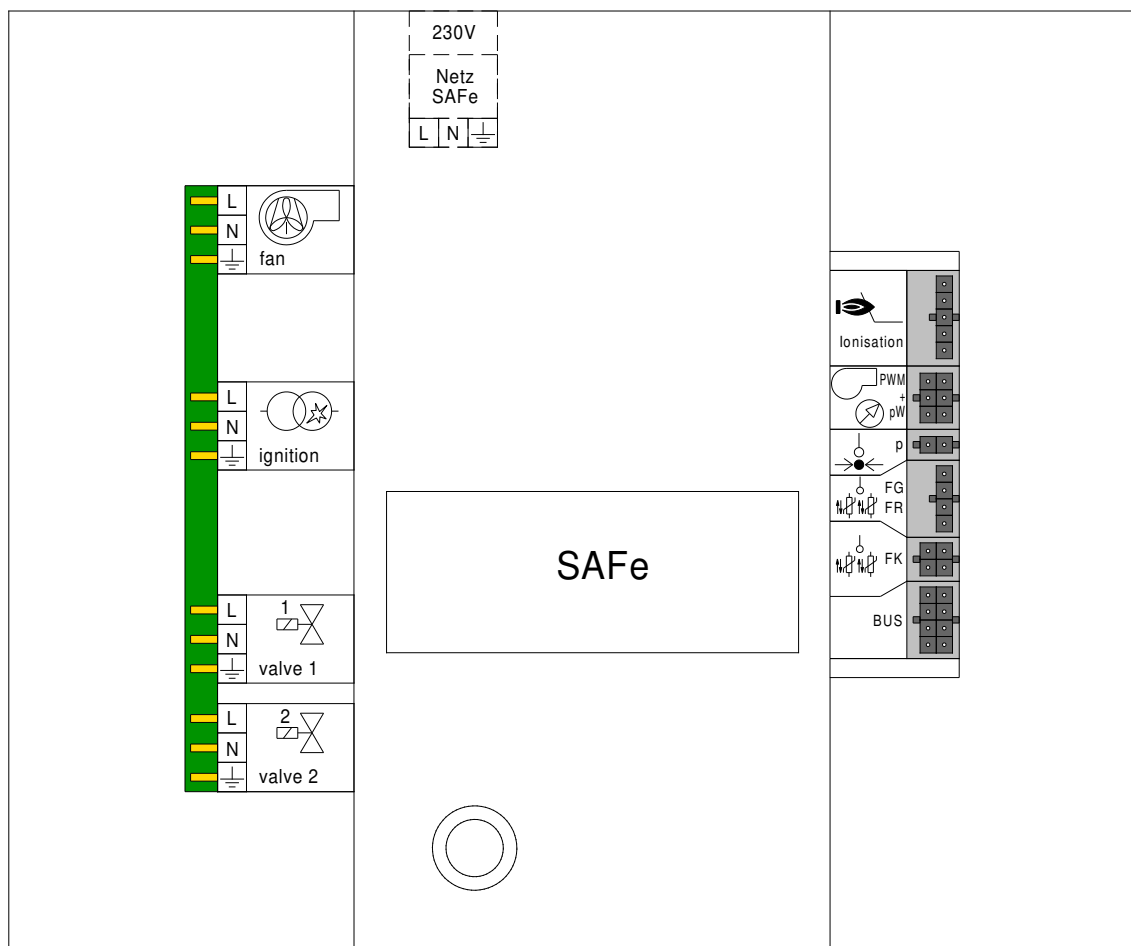 230V
Netz
SAFe
L N
L
N
fan
L
N
ignition
L
N
1
valve 1
L
N
2
valve 2
SAFe
Ionisation
PWM
+
pW
p
FG
FR
FK
BUS